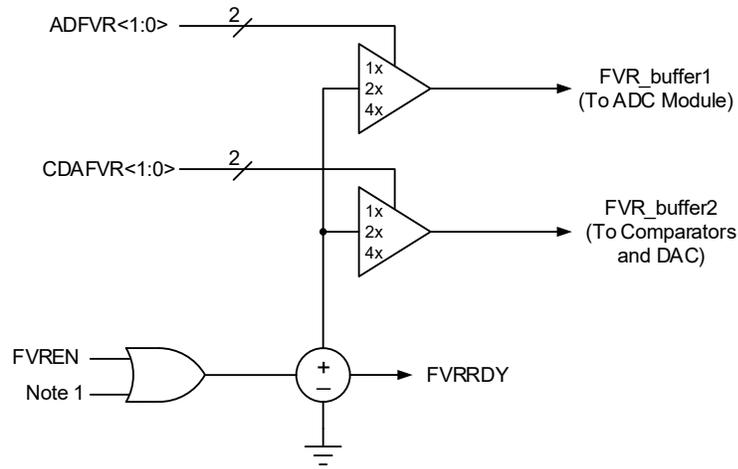 ADFVR<1:0>
2
1x
2x
4x
FVR_buffer1
(To ADC Module)
CDAFVR<1:0>
2
1x
2x
4x
FVR_buffer2
(To Comparators
and DAC)
FVREN
Note 1
+
–
FVRRDY